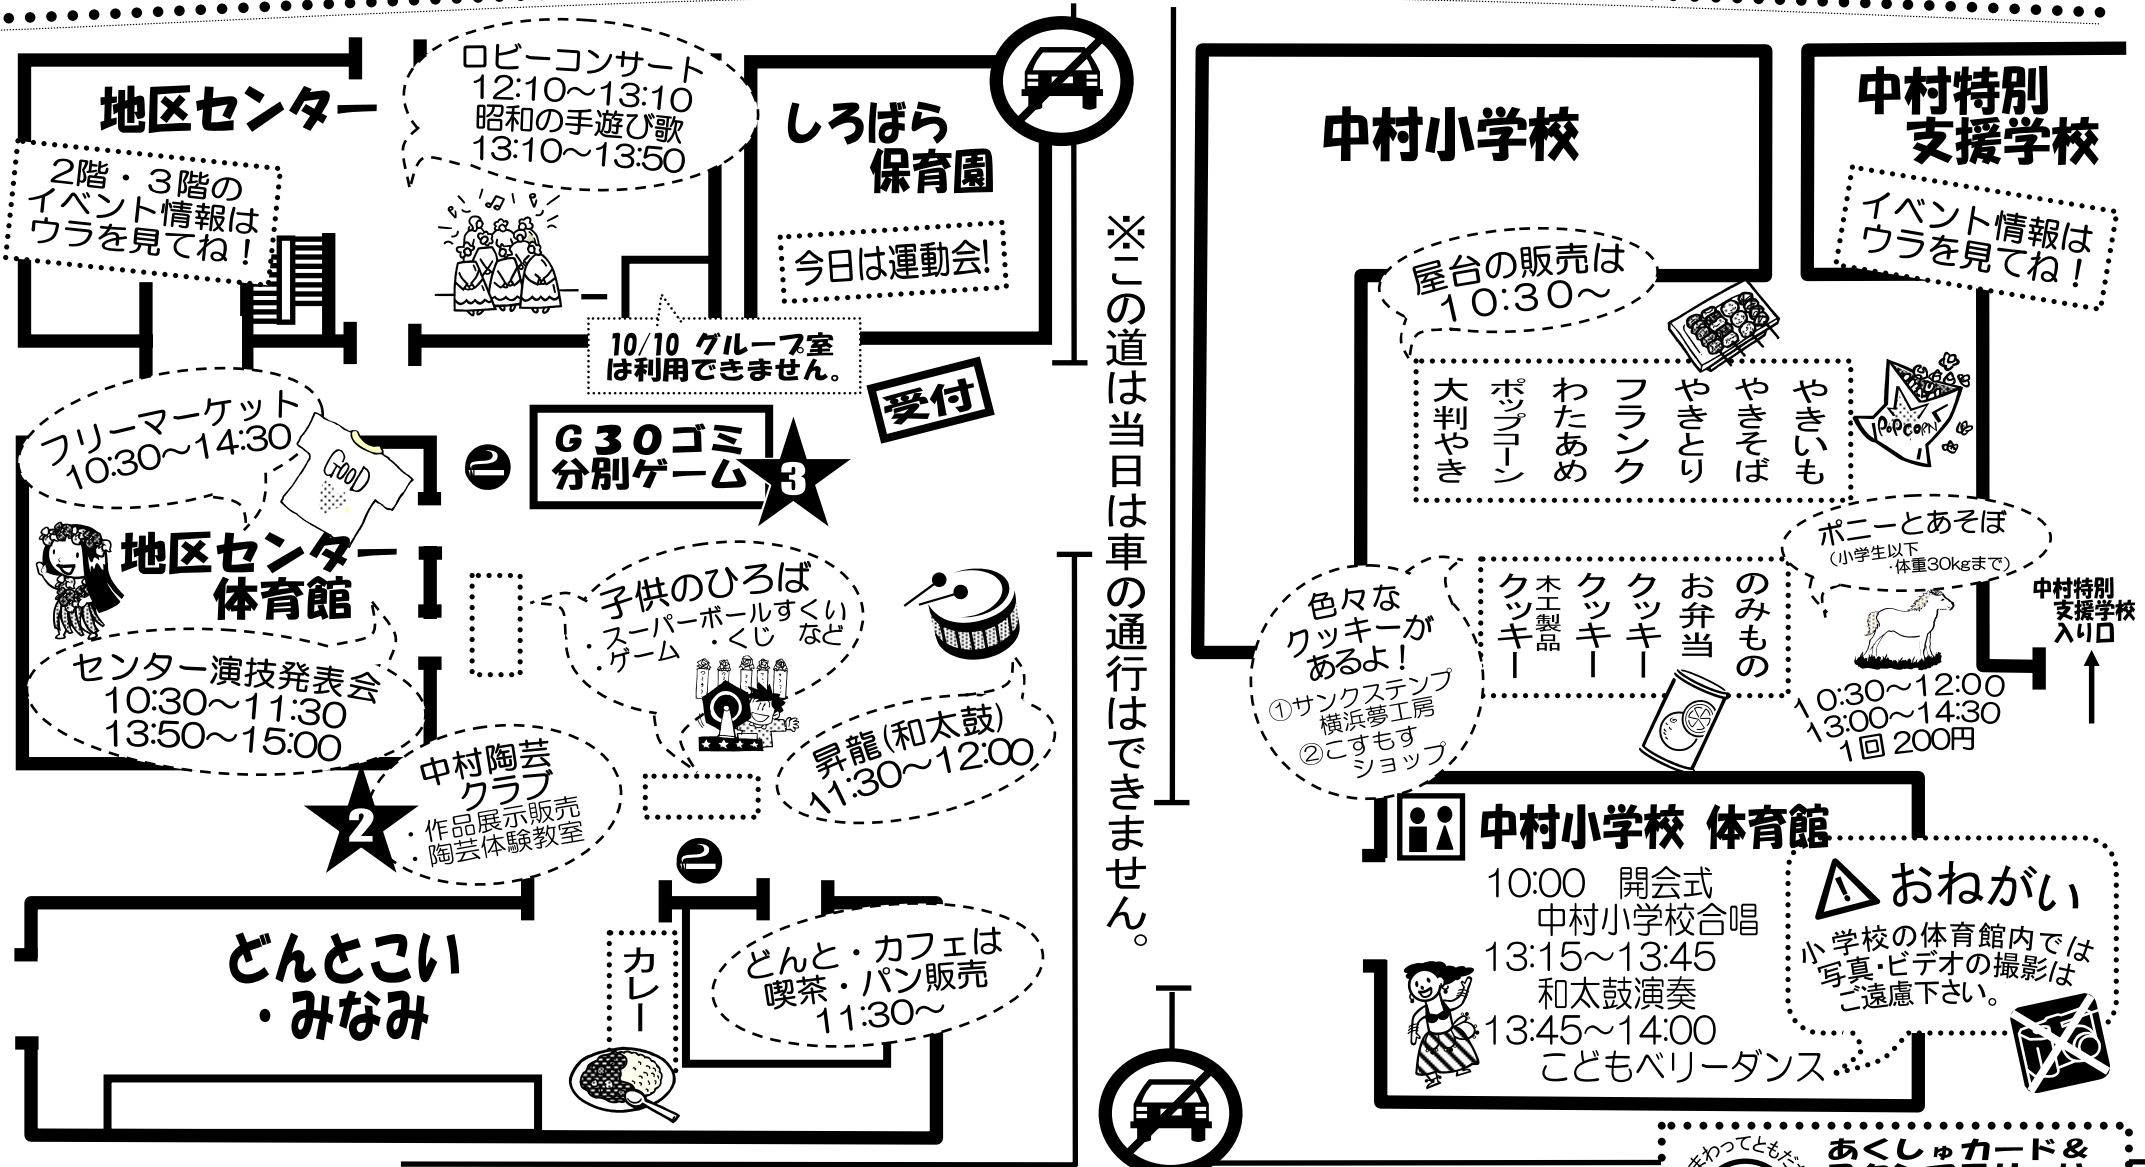 地区センター
2階・3階の
イベント情報は
ウラを見てね！
ロビーコンサート
12:10～13:10
昭和の手遊び歌
13:10～13:50
しろばら
保育園
今日は運動会!
10/10 グループ室
は利用できません。
受付
G30ゴミ
分別ゲーム
3
フリーマーケット
10:30～14:30
GOOD
地区センター
体育館
センター演技発表会
10:30～11:30
13:50～15:00
子供のひろば
・スーパーボールすくい
・ゲーム ・くじ など
昇龍(和太鼓)
11:30～12:00
中村陶芸
クラブ
・作品展示販売
・陶芸体験教室
2
どんとこい
・みなみ
カレー
どんと・カフェは
喫茶・パン販売
11:30～
※この道は当日は車の通行はできません。
中村小学校
中村特別
支援学校
イベント情報は
ウラを見てね！
屋台の販売は
10:30～
やきいも
やきそば
やきとり
フランク
わたあめ
ポップコーン
大判やき
POPCORN
ポニーとあそぼ
(小学生以下
・体重30kgまで)
10:30～12:00
13:00～14:30
1回 200円
中村特別
支援学校
入り口
のみもの
お弁当
クッキー
クッキー
木工製品
クッキー
色々な
クッキーが
あるよ！
①サンクステンプ
横浜夢工房
②こすもす
ショップ
中村小学校 体育館
10:00 開会式
中村小学校合唱
13:15～13:45
和太鼓演奏
13:45～14:00
こどもベリーダンス
おねがい
小学校の体育館内では
写真・ビデオの撮影は
ご遠慮下さい。
まわってともだ
あくしゅカード＆